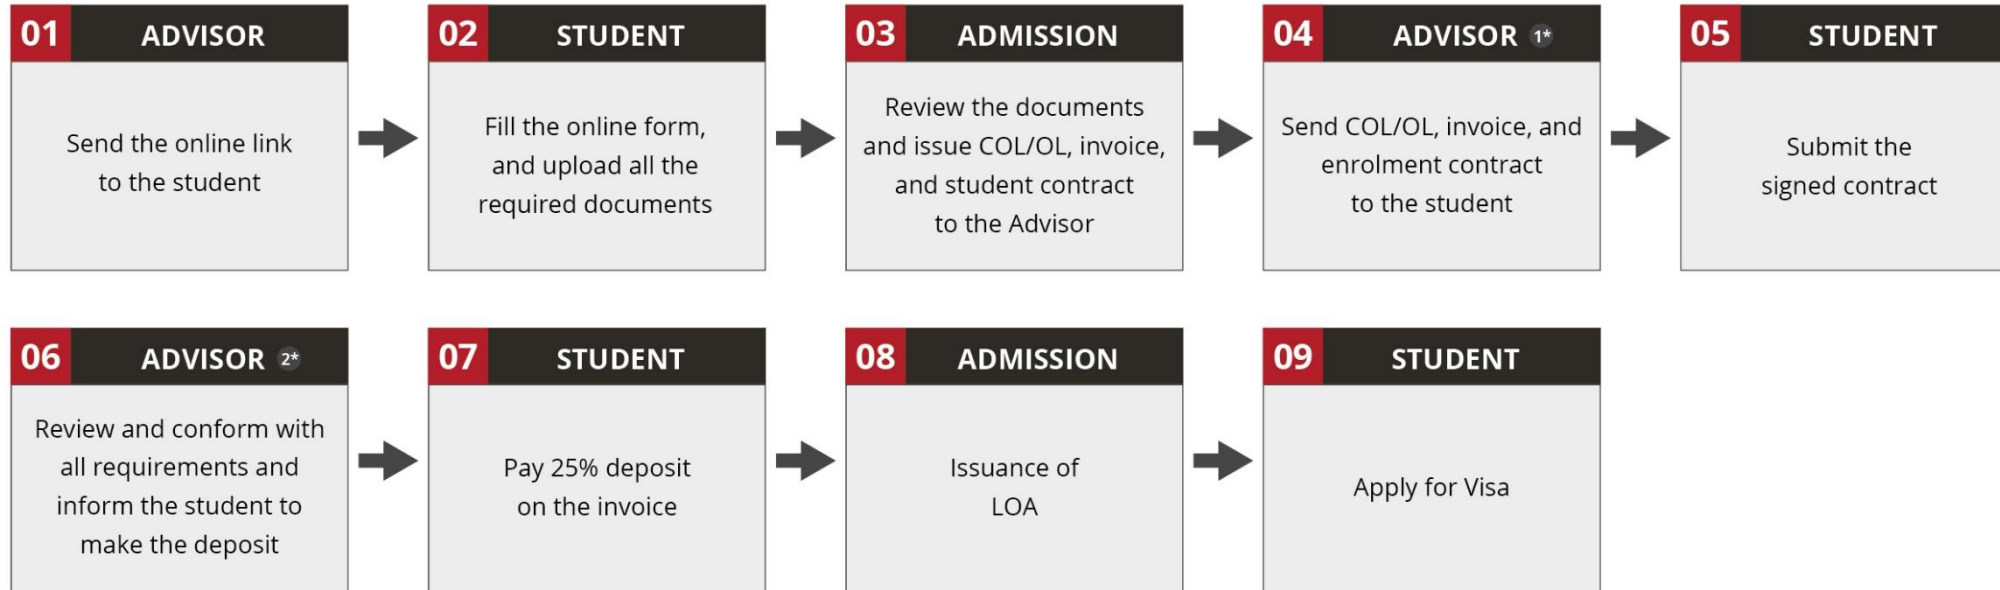 01 ADVISOR
Send the online link
to the student
02 STUDENT
Fill the online form,
and upload all the
required documents
03 ADMISSION
Review the documents
and issue COL/OL, invoice,
and student contract
to the Advisor
04 ADVISOR 1*
Send COL/OL, invoice, and
enrolment contract
to the student
05 STUDENT
Submit the
signed contract
06 ADVISOR 2*
Review and conform with
all requirements and
inform the student to
make the deposit
07 STUDENT
Pay 25% deposit
on the invoice
08 ADMISSION
Issuance of
LOA
09 STUDENT
Apply for Visa